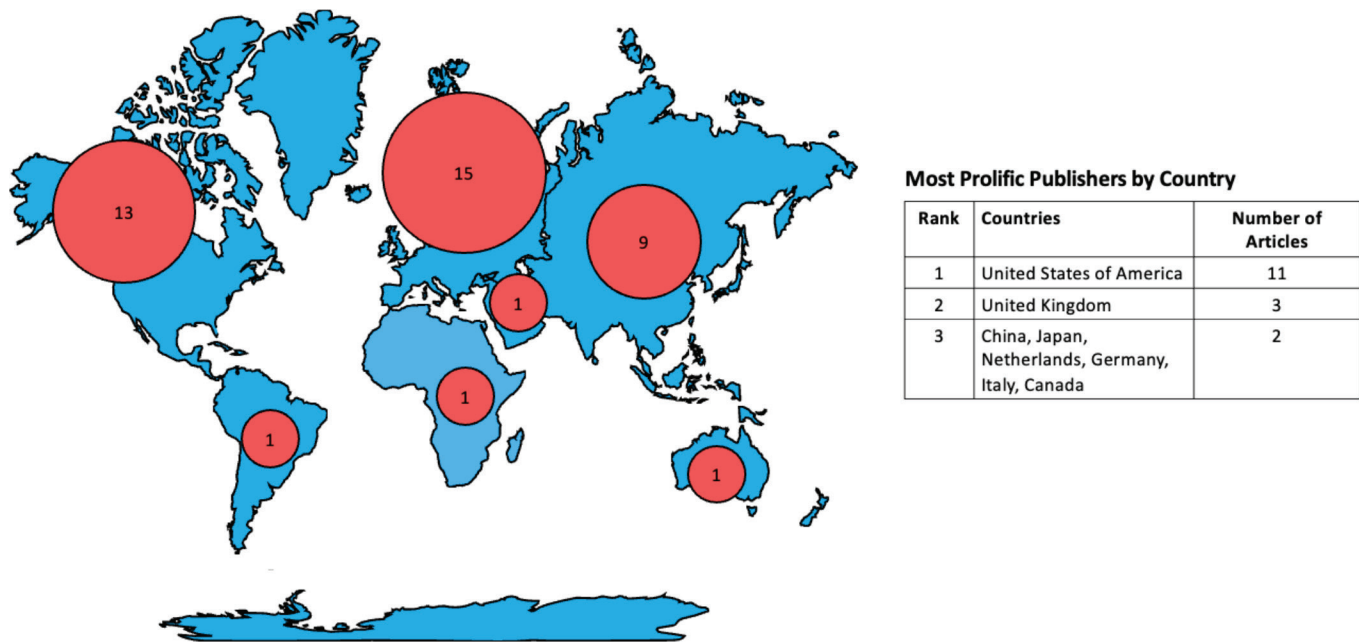 13
15
9
1
1
1
1
Most Prolific Publishers by Country
Rank Countries Number of
Articles
1 United States of America 11
2 United Kingdom 3
3 China, Japan, 2
Netherlands, Germany,
Italy, Canada